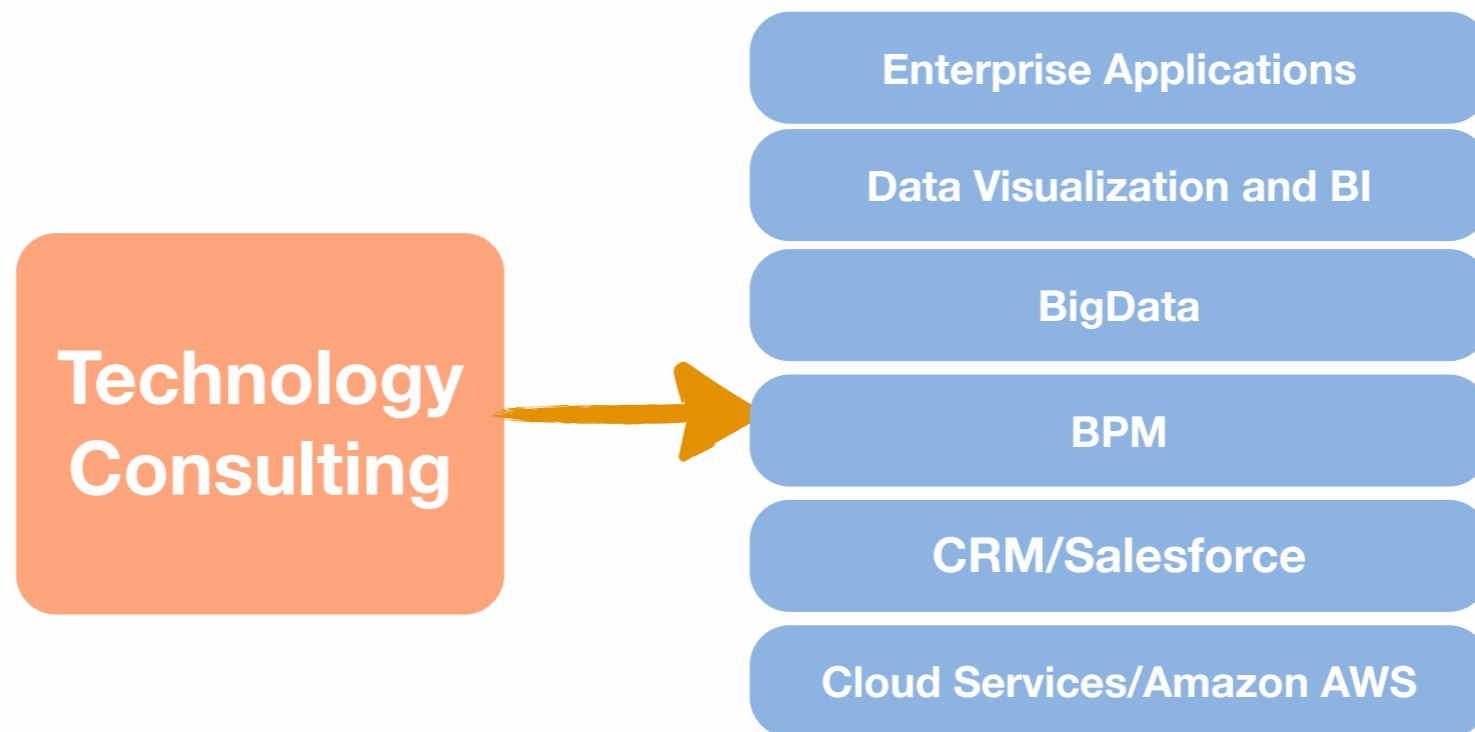 Technology
Consulting
Enterprise Applications
Data Visualization and BI
BigData
BPM
CRM/Salesforce
Cloud Services/Amazon AWS